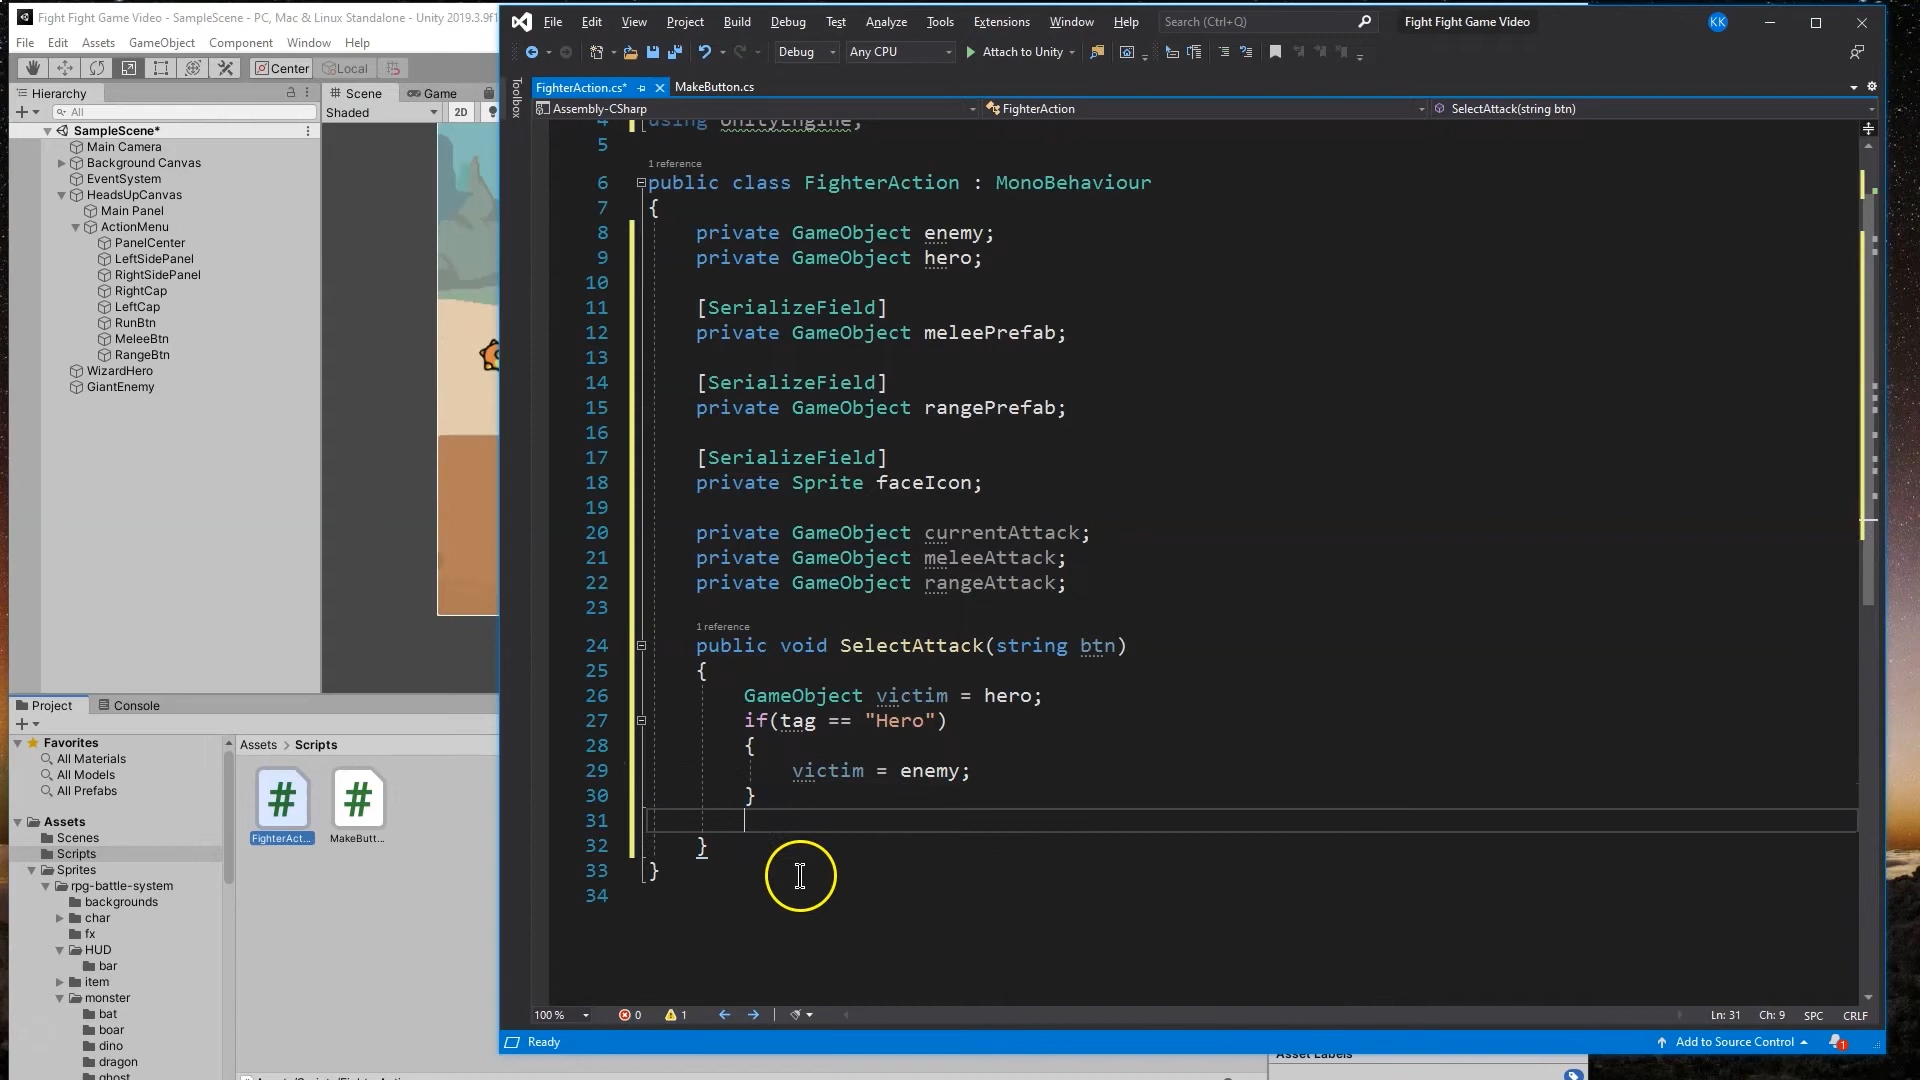 Fight Fight Game Video - SampleScene - PC, Mac & Linux Standalone - Unity 2019.3.9f1
File Edit Assets GameObject Component Window Help
Center Local
Hierarchy
All
SampleScene*
Main Camera
Background Canvas
EventSystem
HeadsUpCanvas
Main Panel
ActionMenu
PanelCenter
LeftSidePanel
RightSidePanel
RightCap
LeftCap
RunBtn
MeleeBtn
RangeBtn
WizardHero
GiantEnemy
Scene Game
Shaded 2D
Project Console
Favorites
All Materials
All Models
All Prefabs
Assets
Scenes
Scripts
Sprites
rpg-battle-system
backgrounds
char
fx
HUD
bar
item
monster
bat
boar
dino
dragon
ghost
Assets > Scripts
FighterAct...
MakeButt...
File Edit View Project Build Debug Test Analyze Tools Extensions Window Help Search (Ctrl+Q) Fight Fight Game Video KK
Debug Any CPU Attach to Unity
Toolbox
FighterAction.cs* MakeButton.cs
Assembly-CSharp FighterAction SelectAttack(string btn)
4 using UnityEngine;
5
1 reference
6 public class FighterAction : MonoBehaviour
7 {
8 private GameObject enemy;
9 private GameObject hero;
10
11 [SerializeField]
12 private GameObject meleePrefab;
13
14 [SerializeField]
15 private GameObject rangePrefab;
16
17 [SerializeField]
18 private Sprite faceIcon;
19
20 private GameObject currentAttack;
21 private GameObject meleeAttack;
22 private GameObject rangeAttack;
23
1 reference
24 public void SelectAttack(string btn)
25 {
26 GameObject victim = hero;
27 if(tag == "Hero")
28 {
29 victim = enemy;
30 }
31
32 }
33 }
34
100 % 0 1 Ln: 31 Ch: 9 SPC CRLF
Ready Add to Source Control 1
Asset Labels